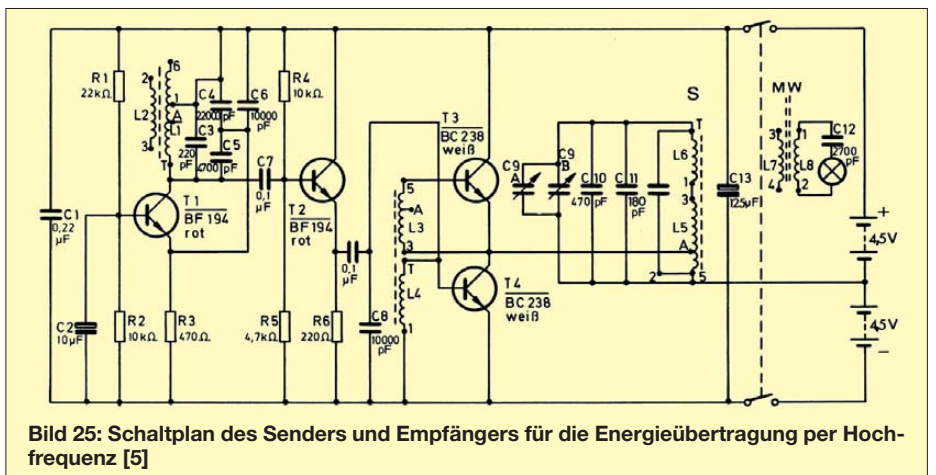 R1
22kΩ
2
3
L2
6
1
A
L1
T
C4
22000 pF
C3
220 pF
C5
4700 pF
C6
10000 pF
R4
10kΩ
C7
0,1 µF
T1
BF 194
rot
T2
BF 194
rot
C1
0,22 µF
C2
10µF
R2
10kΩ
R3
470Ω
R5
4,7kΩ
R6
220Ω
0,1 µF
C8
10000 pF
5
A
L3
3
T
L4
1
T3
BC 238
weiß
T4
BC 238
weiß
C9
A
C9
B
C10
470 pF
C11
180 pF
S
T
L6
1
3
L5
A
2
5
C13
125µF
MW
3
L7
4
1
L8
2
C12
2700 pF
+
4,5V
4,5V
−
Bild 25: Schaltplan des Senders und Empfängers für die Energieübertragung per Hoch-
frequenz [5]